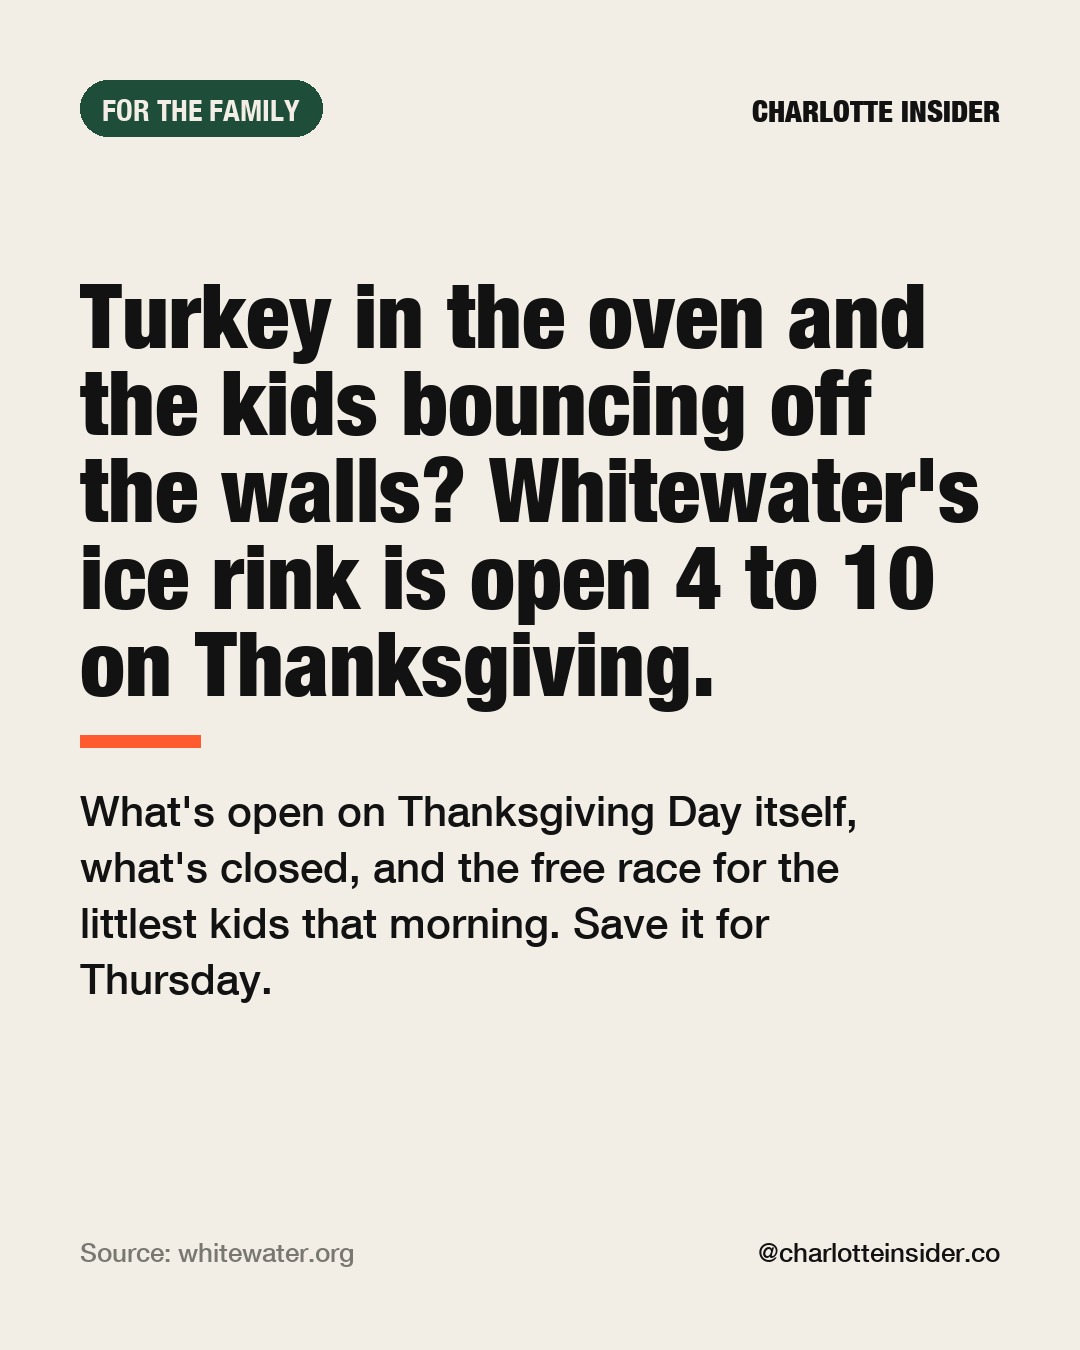 FOR THE FAMILY
CHARLOTTE INSIDER
Turkey in the oven and
the kids bouncing off
the walls? Whitewater's
ice rink is open 4 to 10
on Thanksgiving.
What's open on Thanksgiving Day itself,
what's closed, and the free race for the
littlest kids that morning. Save it for
Thursday.
Source: whitewater.org
@charlotteinsider.co